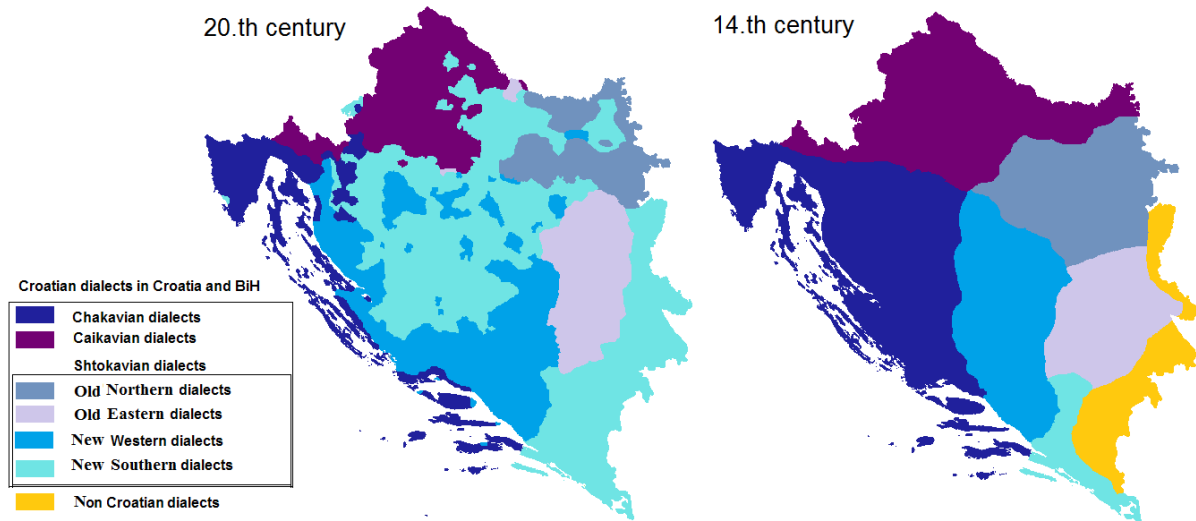 20.th century
14.th century
Croatian dialects in Croatia and BiH
Chakavian dialects
Caikavian dialects
Shtokavian dialects
Old Northern dialects
Old Eastern dialects
New Western dialects
New Southern dialects
Non Croatian dialects